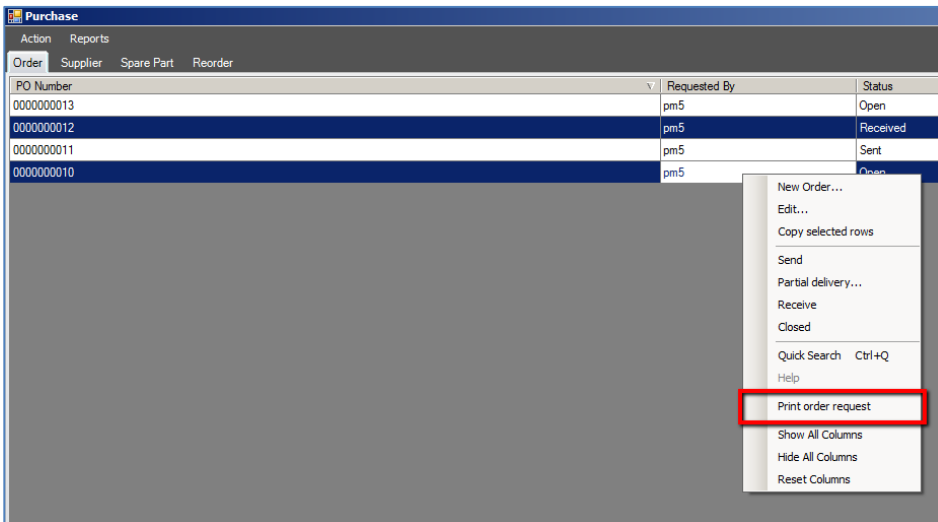 Purchase
Action Reports
Order Supplier Spare Part Reorder
PO Number Requested By Status
0000000013 pm5 Open
0000000012 pm5 Received
0000000011 pm5 Sent
0000000010 pm5 Open
New Order...
Edit...
Copy selected rows
Send
Partial delivery...
Receive
Closed
Quick Search Ctrl+Q
Help
Print order request
Show All Columns
Hide All Columns
Reset Columns